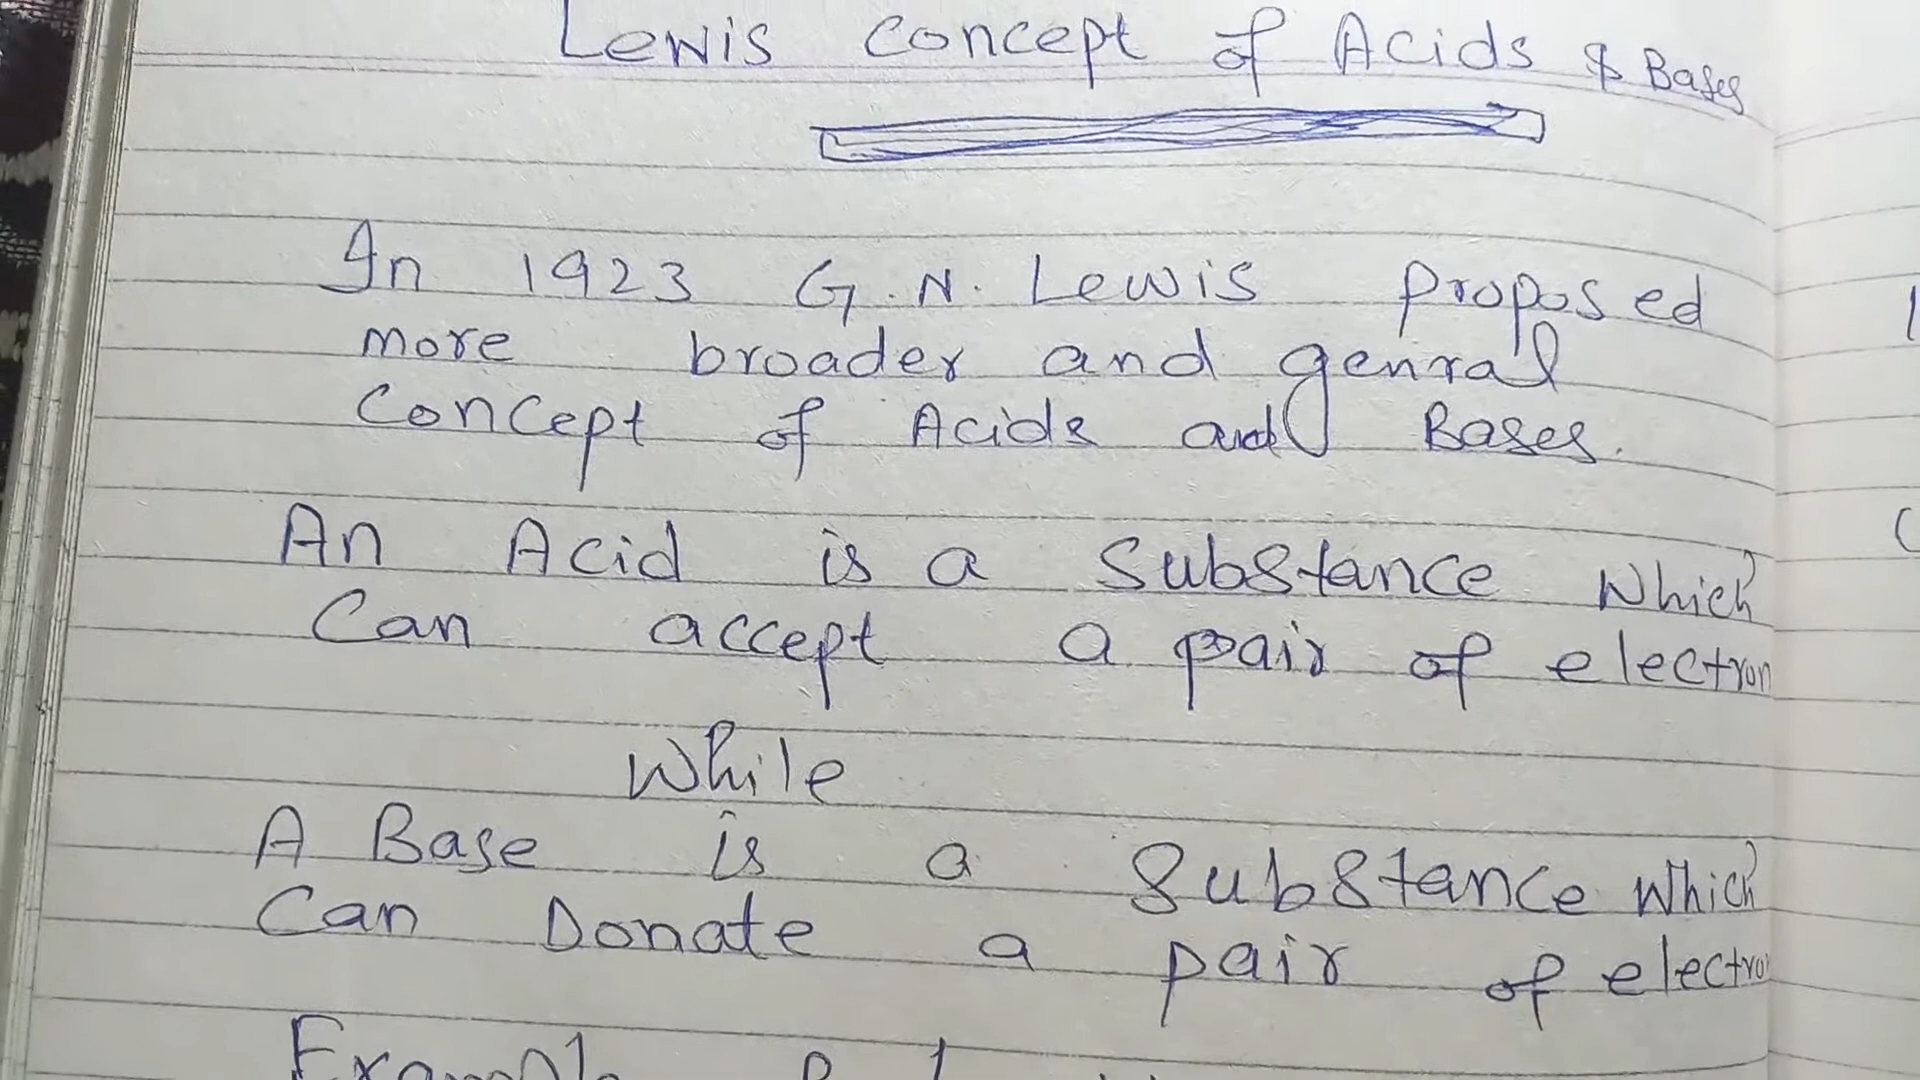 Lewis Concept of Acids & Bases
In 1923 G.N. Lewis proposed
more broader and genral
Concept of Acids and Bases.
An Acid is a Substance Which
Can accept a pair of electron
While
A Base is a Substance Which
Can Donate a pair of electro